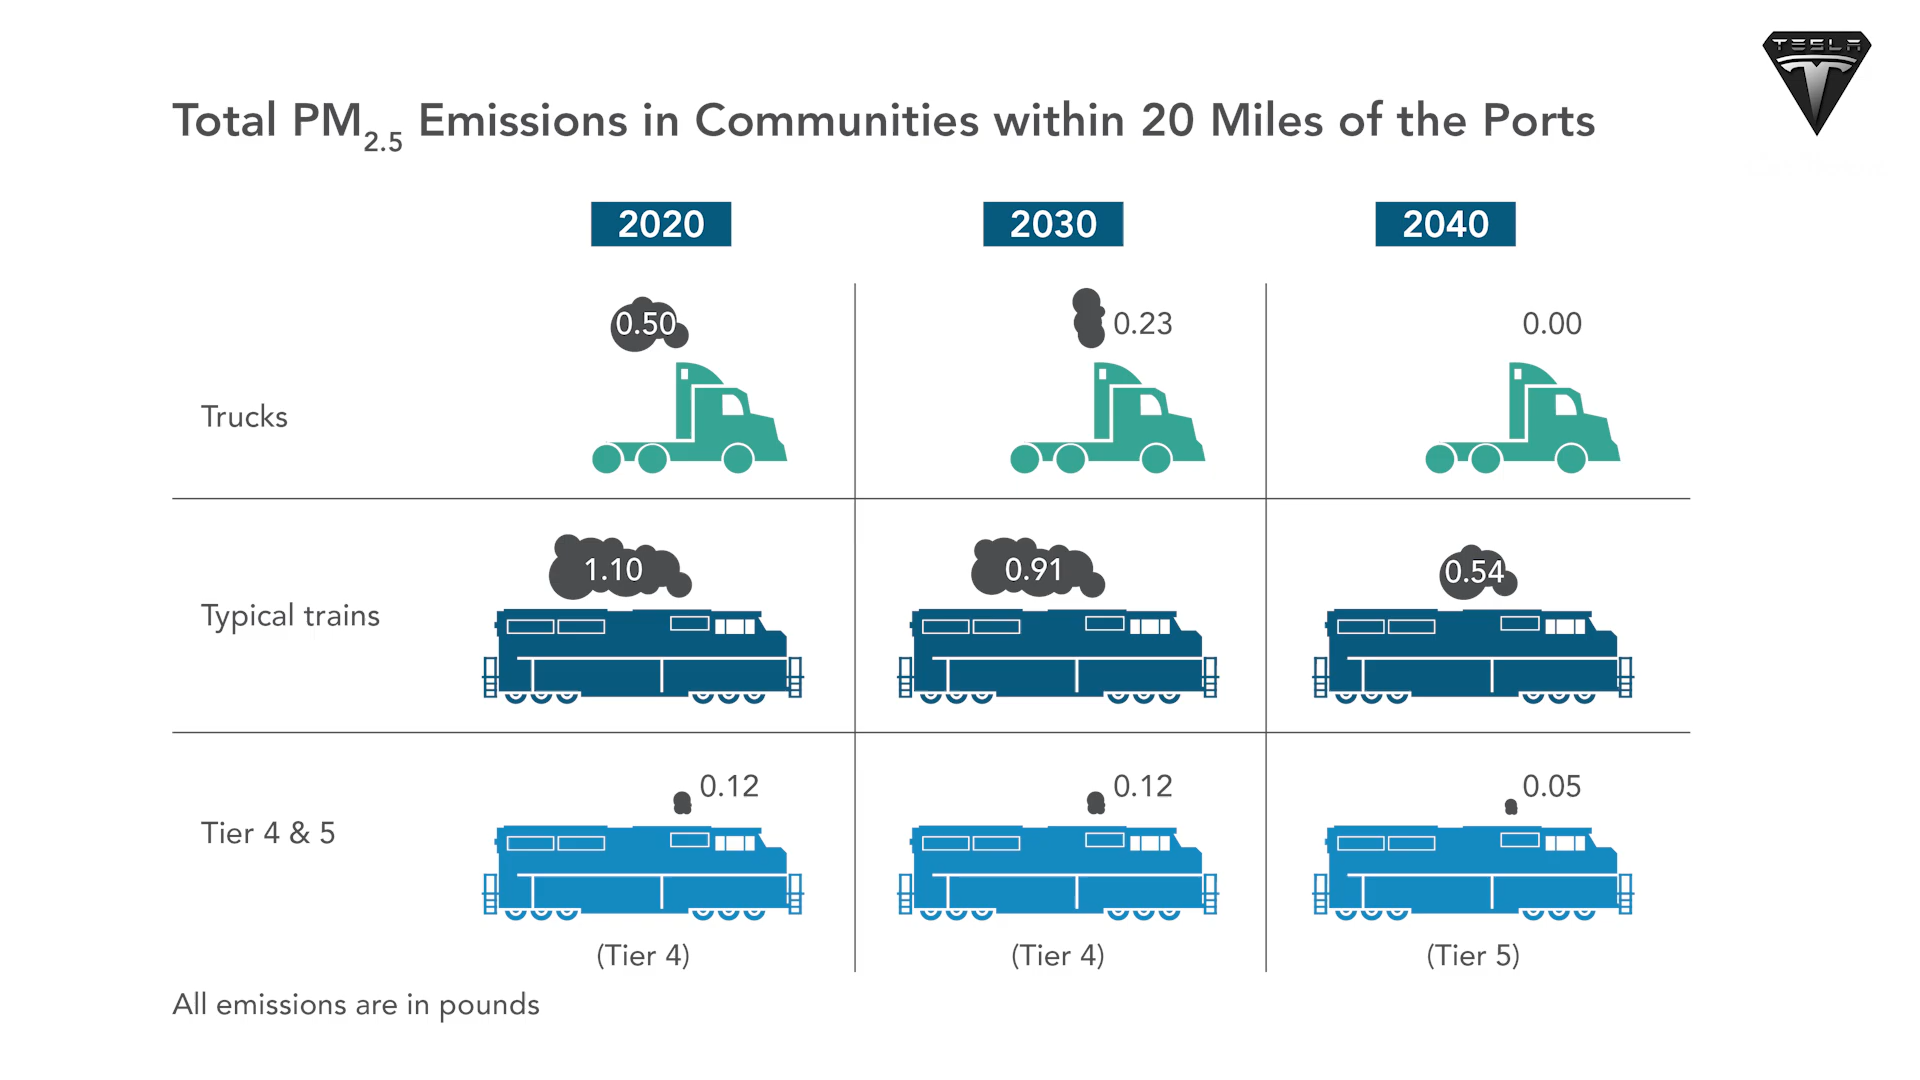 TESLA
Total PM2.5 Emissions in Communities within 20 Miles of the Ports
2020 2030 2040
0.50 0.23 0.00
Trucks
1.10 0.91 0.54
Typical trains
0.12 0.12 0.05
Tier 4 & 5
(Tier 4) (Tier 4) (Tier 5)
All emissions are in pounds